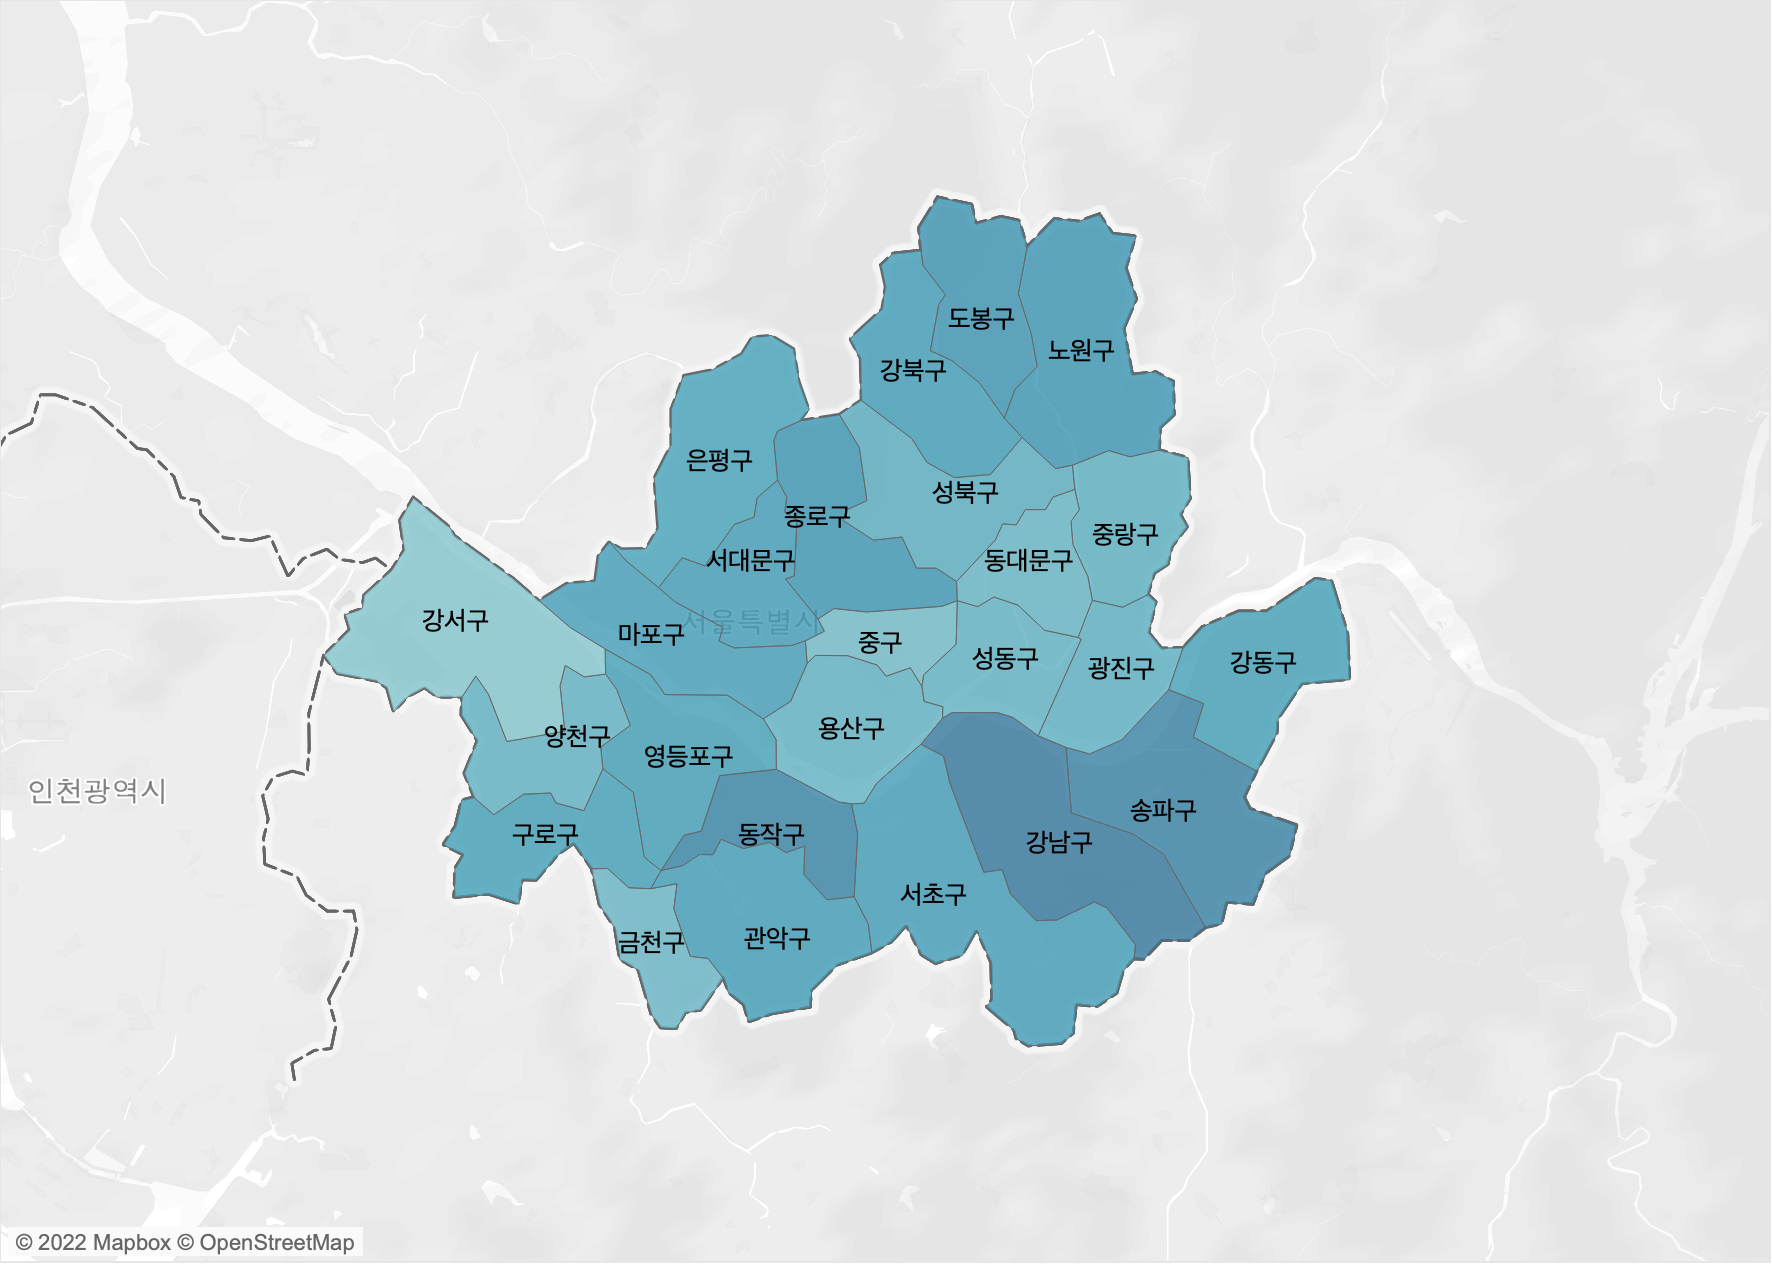 도봉구
노원구
강북구
은평구
성북구
종로구
중랑구
서대문구
동대문구
강서구
서울특별시
마포구
중구
성동구
광진구
강동구
용산구
양천구
영등포구
인천광역시
송파구
구로구
동작구
강남구
서초구
금천구
관악구
© 2022 Mapbox © OpenStreetMap